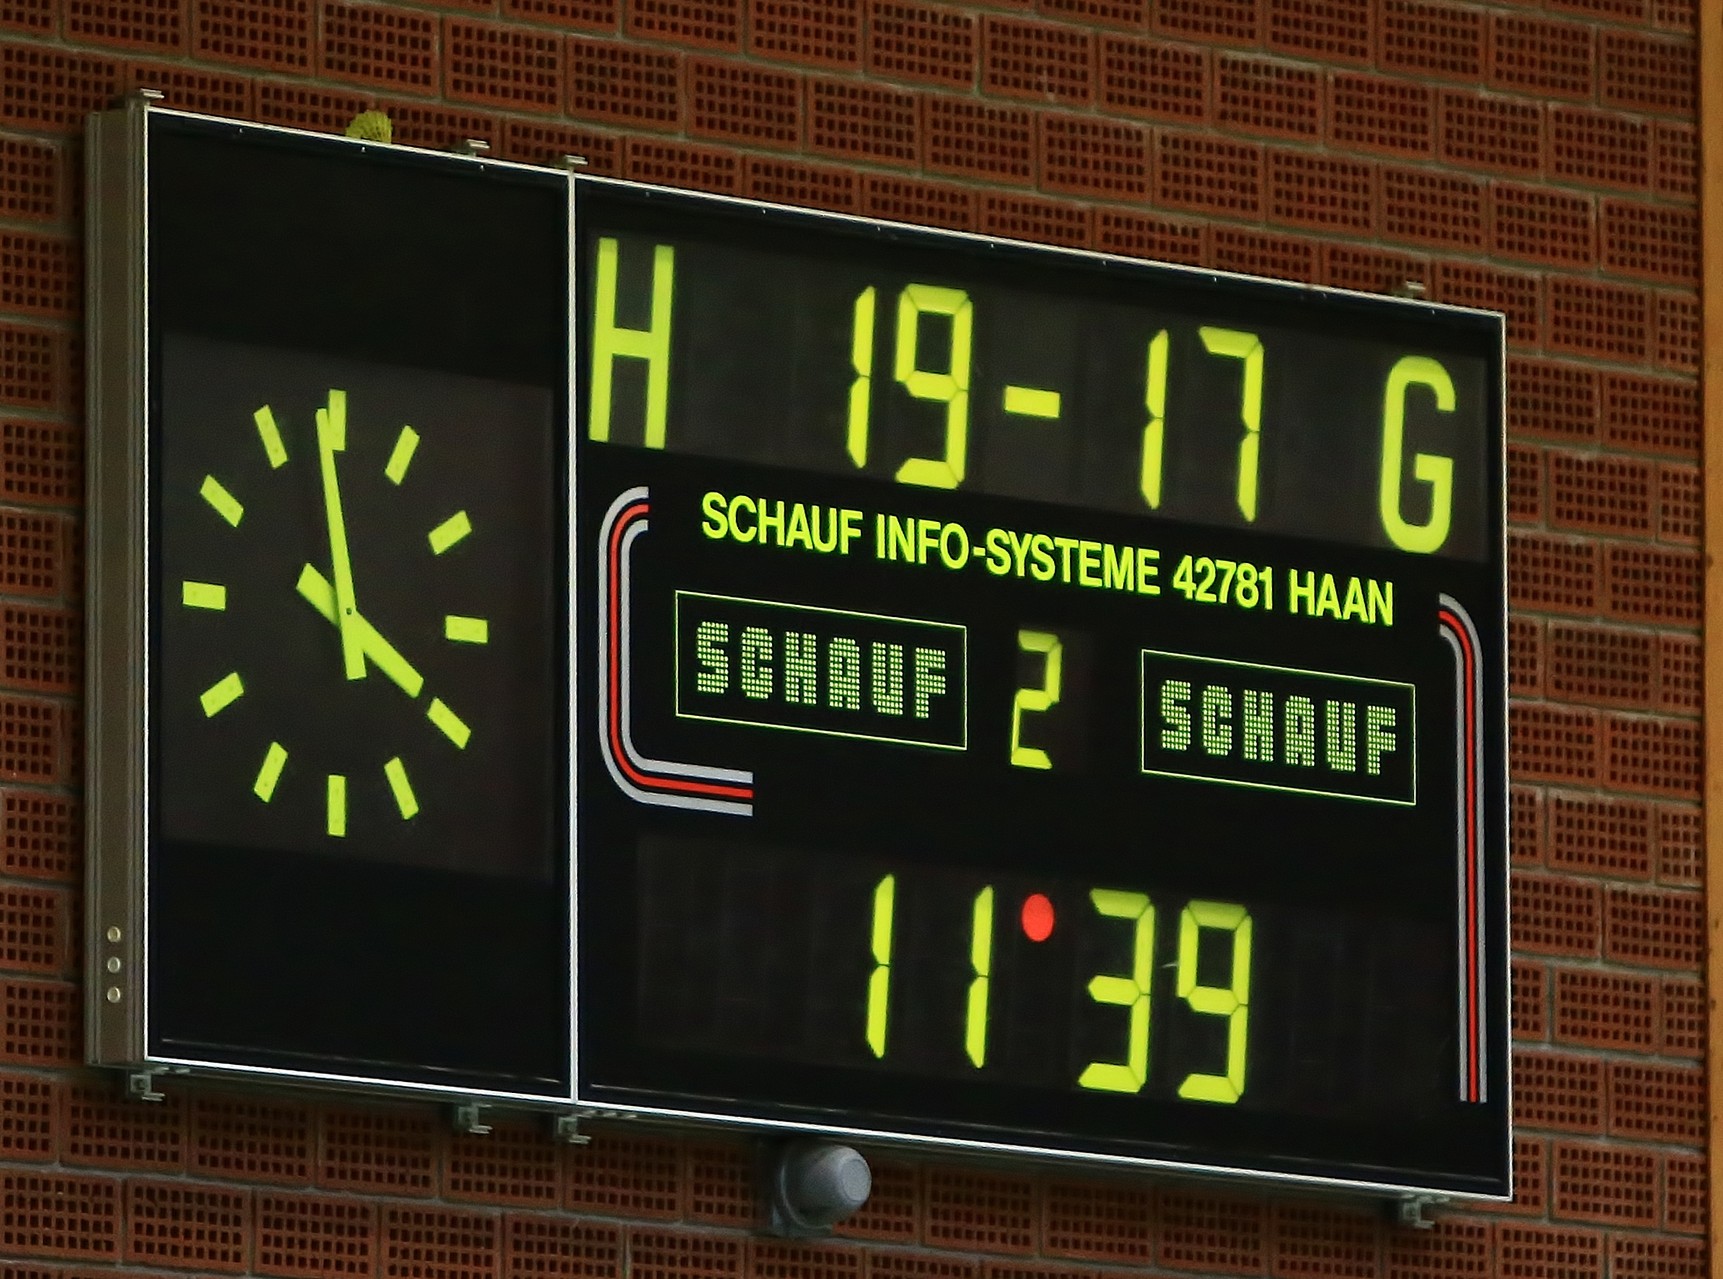 H 19-17 G
SCHAUF INFO-SYSTEME 42781 HAAN
SCHAUF 2 SCHAUF
11•39